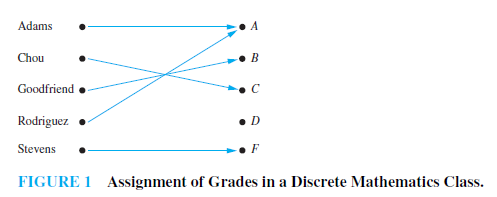 Adams A
Chou B
Goodfriend C
Rodriguez D
Stevens F
FIGURE 1 Assignment of Grades in a Discrete Mathematics Class.